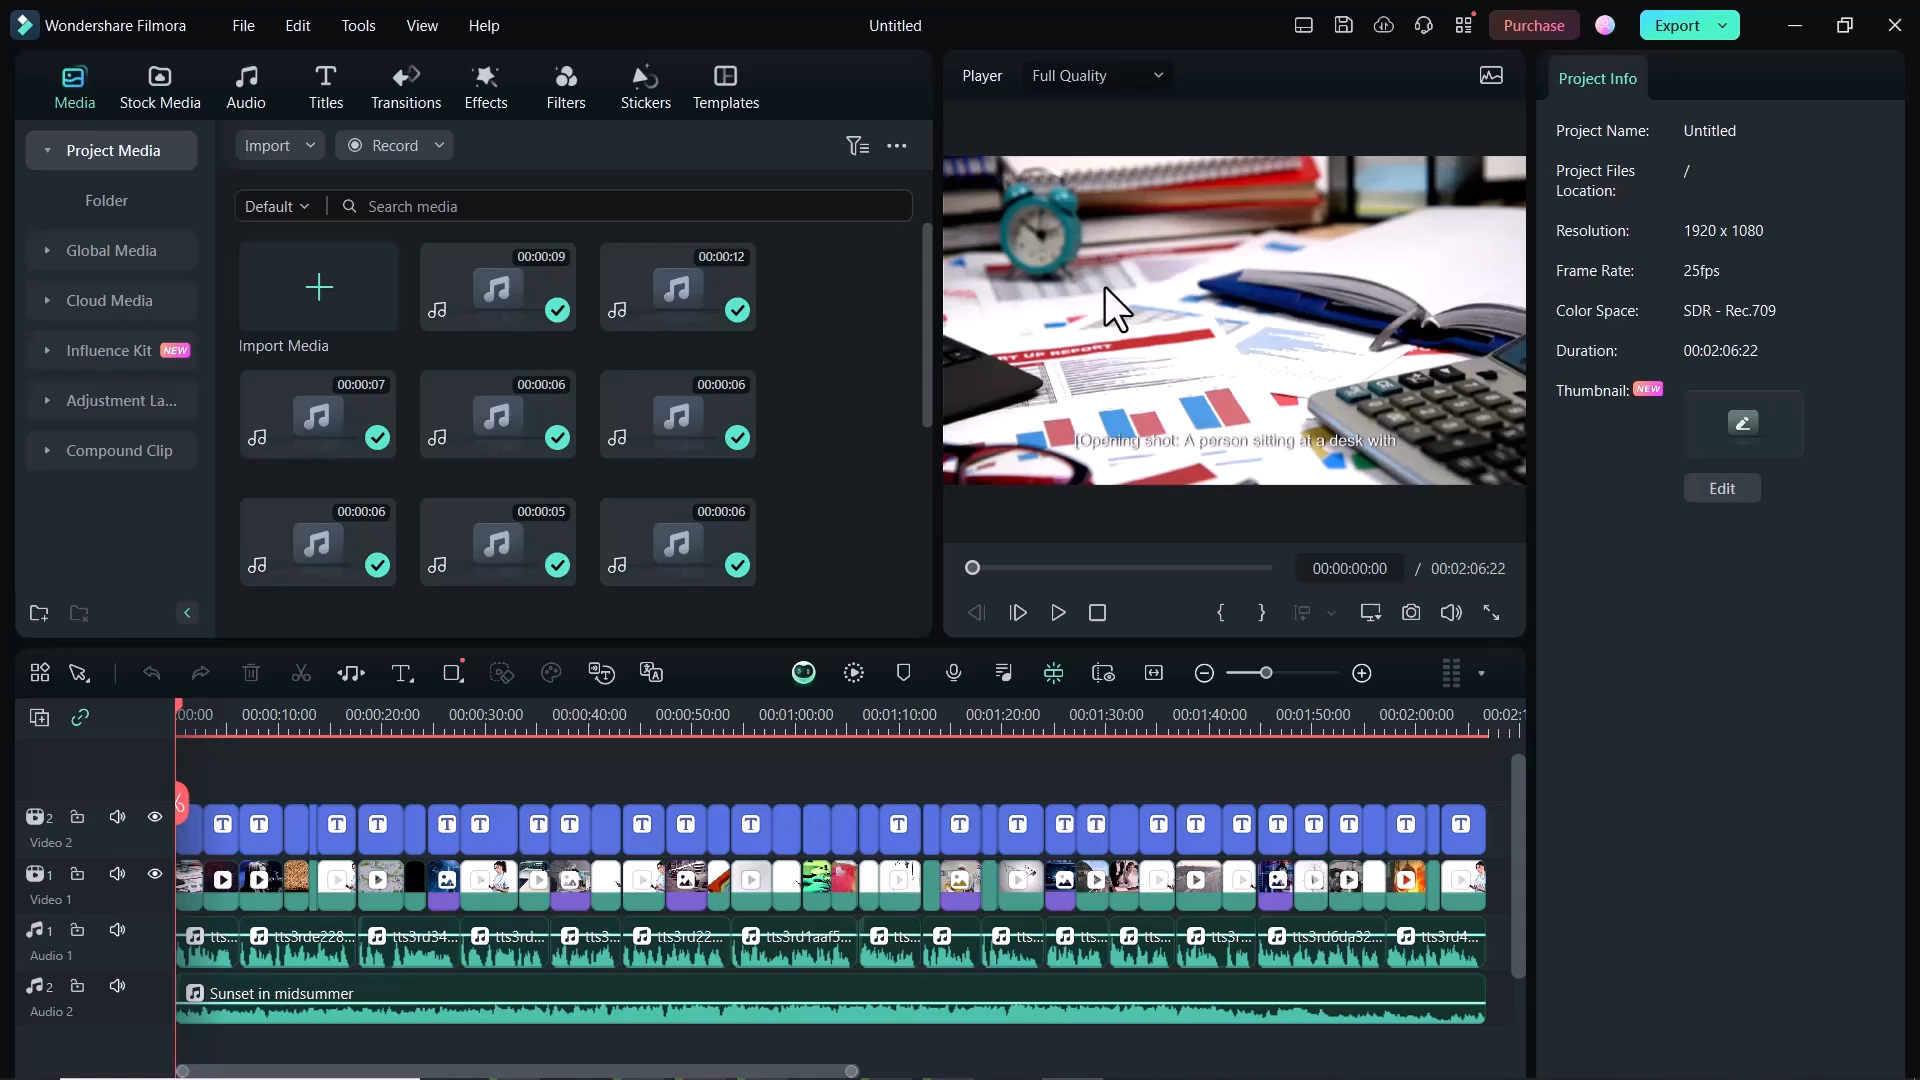 Wondershare Filmora
File
Edit
Tools
View
Help
Untitled
Purchase
Export
Media
Stock Media
Audio
Titles
Transitions
Effects
Filters
Stickers
Templates
Player
Full Quality
Project Info
Project Media
Folder
Global Media
Cloud Media
Influence Kit NEW
Adjustment La...
Compound Clip
Import
Record
Default
Search media
Import Media
00:00:09
00:00:12
00:00:07
00:00:06
00:00:06
00:00:06
00:00:05
00:00:06
[Opening shot: A person sitting at a desk with
00:00:00:00 / 00:02:06:22
Project Name: Untitled
Project Files Location: /
Resolution: 1920 x 1080
Frame Rate: 25fps
Color Space: SDR - Rec.709
Duration: 00:02:06:22
Thumbnail: NEW
Edit
:00:00 00:00:10:00 00:00:20:00 00:00:30:00 00:00:40:00 00:00:50:00 00:01:00:00 00:01:10:00 00:01:20:00 00:01:30:00 00:01:40:00 00:01:50:00 00:02:00:00 00:02:1
2
Video 2
1
Video 1
1
Audio 1
tts... tts3rde228... tts3rd34... tts3rd... tts3... tts3rd22... tts3rd1aaf5... tts... tts... tts... tts... tts3r... tts3rd6da32... tts3rd4...
2
Audio 2
Sunset in midsummer